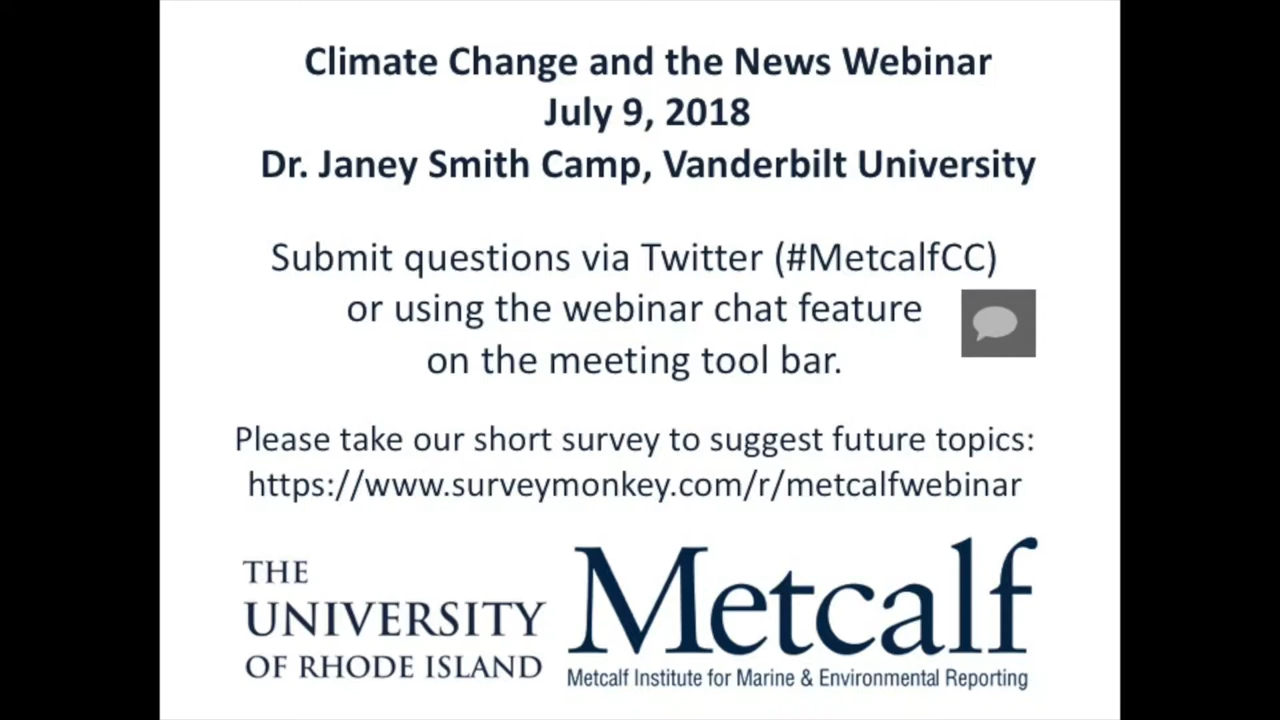 Climate Change and the News Webinar
July 9, 2018
Dr. Janey Smith Camp, Vanderbilt University
Submit questions via Twitter (#MetcalfCC)
or using the webinar chat feature
on the meeting tool bar.
Please take our short survey to suggest future topics:
https://www.surveymonkey.com/r/metcalfwebinar
THE
UNIVERSITY
OF RHODE ISLAND
Metcalf
Metcalf Institute for Marine & Environmental Reporting